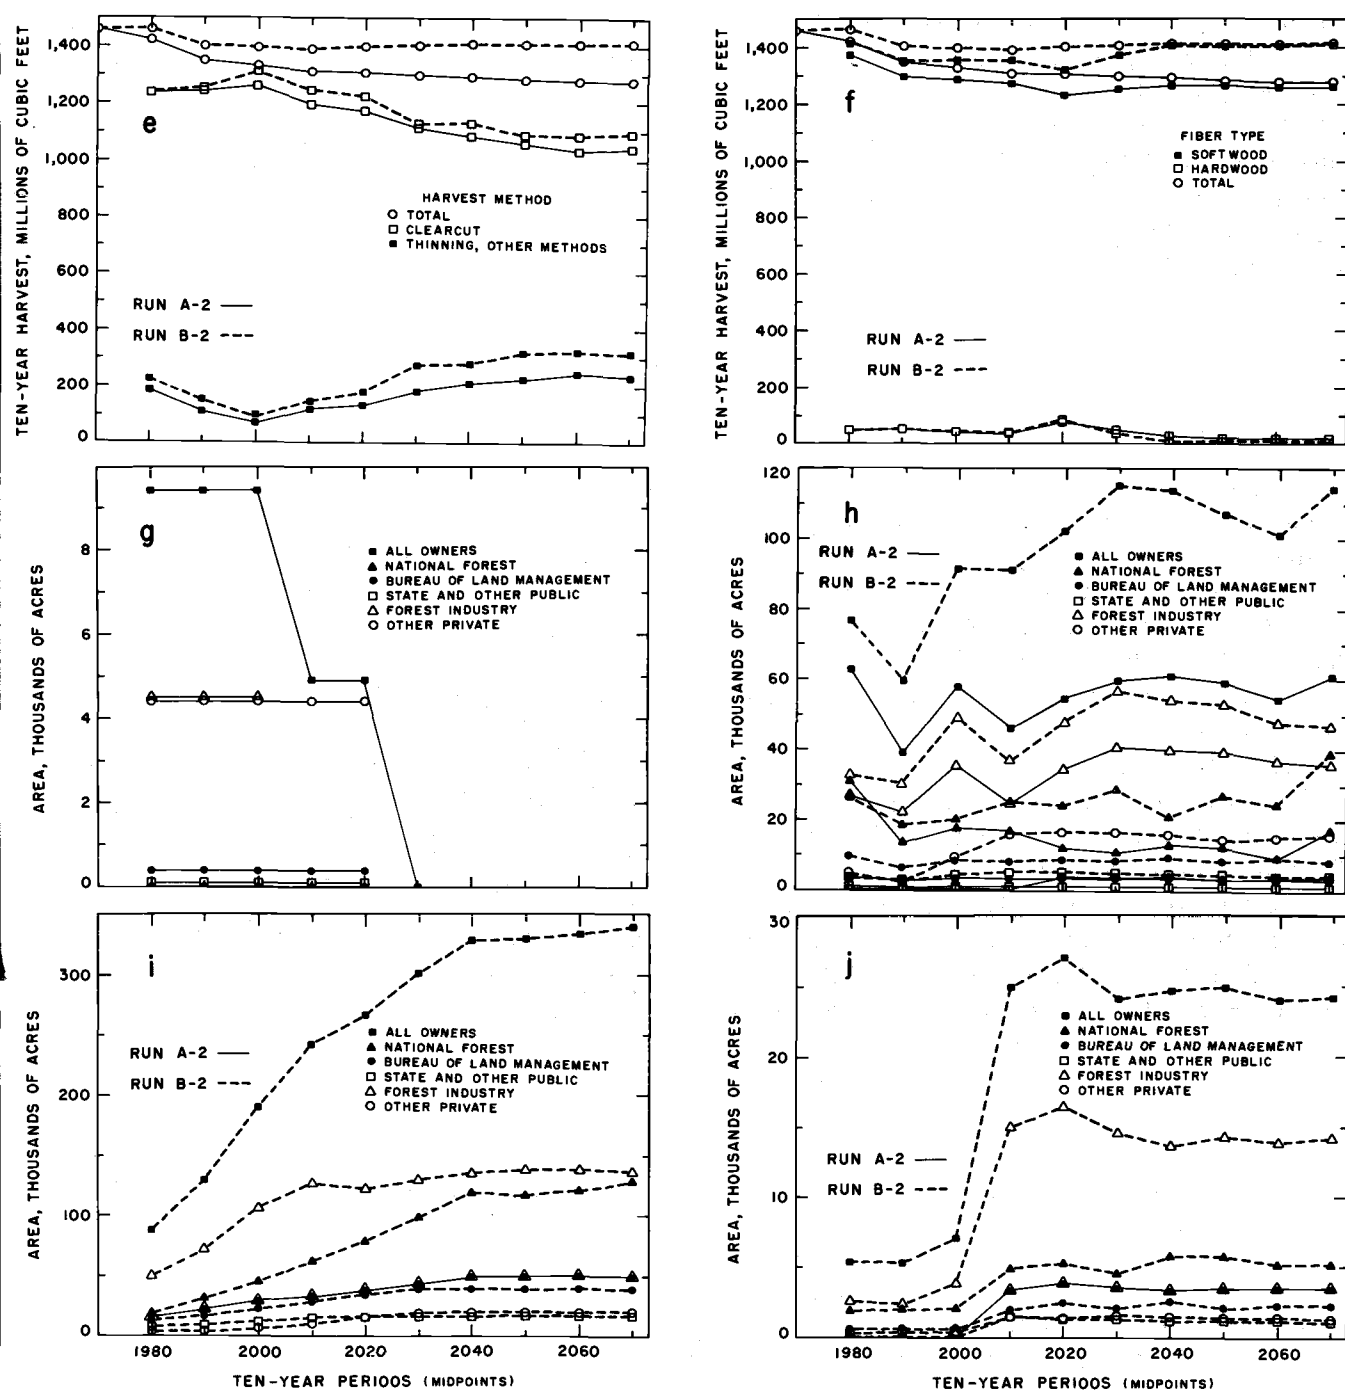 TEN-YEAR HARVEST, MILLIONS OF CUBIC FEET
1,400
1,200
1,000
800
600
400
200
0
e
HARVEST METHOD
TOTAL
CLEARCUT
THINNING, OTHER METHODS
RUN A-2
RUN B-2
TEN-YEAR HARVEST, MILLIONS OF CUBIC FEET
1,400
1,200
1,000
800
600
400
200
0
f
FIBER TYPE
SOFTWOOD
HARDWOOD
TOTAL
RUN A-2
RUN B-2
AREA, THOUSANDS OF ACRES
8
6
4
2
0
g
ALL OWNERS
NATIONAL FOREST
BUREAU OF LAND MANAGEMENT
STATE AND OTHER PUBLIC
FOREST INDUSTRY
OTHER PRIVATE
AREA, THOUSANDS OF ACRES
120
100
80
60
40
20
0
h
RUN A-2
RUN B-2
ALL OWNERS
NATIONAL FOREST
BUREAU OF LAND MANAGEMENT
STATE AND OTHER PUBLIC
FOREST INDUSTRY
OTHER PRIVATE
AREA, THOUSANDS OF ACRES
300
200
100
0
i
RUN A-2
RUN B-2
ALL OWNERS
NATIONAL FOREST
BUREAU OF LAND MANAGEMENT
STATE AND OTHER PUBLIC
FOREST INDUSTRY
OTHER PRIVATE
1980 2000 2020 2040 2060
TEN-YEAR PERIODS (MIDPOINTS)
AREA, THOUSANDS OF ACRES
30
20
10
0
j
ALL OWNERS
NATIONAL FOREST
BUREAU OF LAND MANAGEMENT
STATE AND OTHER PUBLIC
FOREST INDUSTRY
OTHER PRIVATE
RUN A-2
RUN B-2
1980 2000 2020 2040 2060
TEN-YEAR PERIODS (MIDPOINTS)